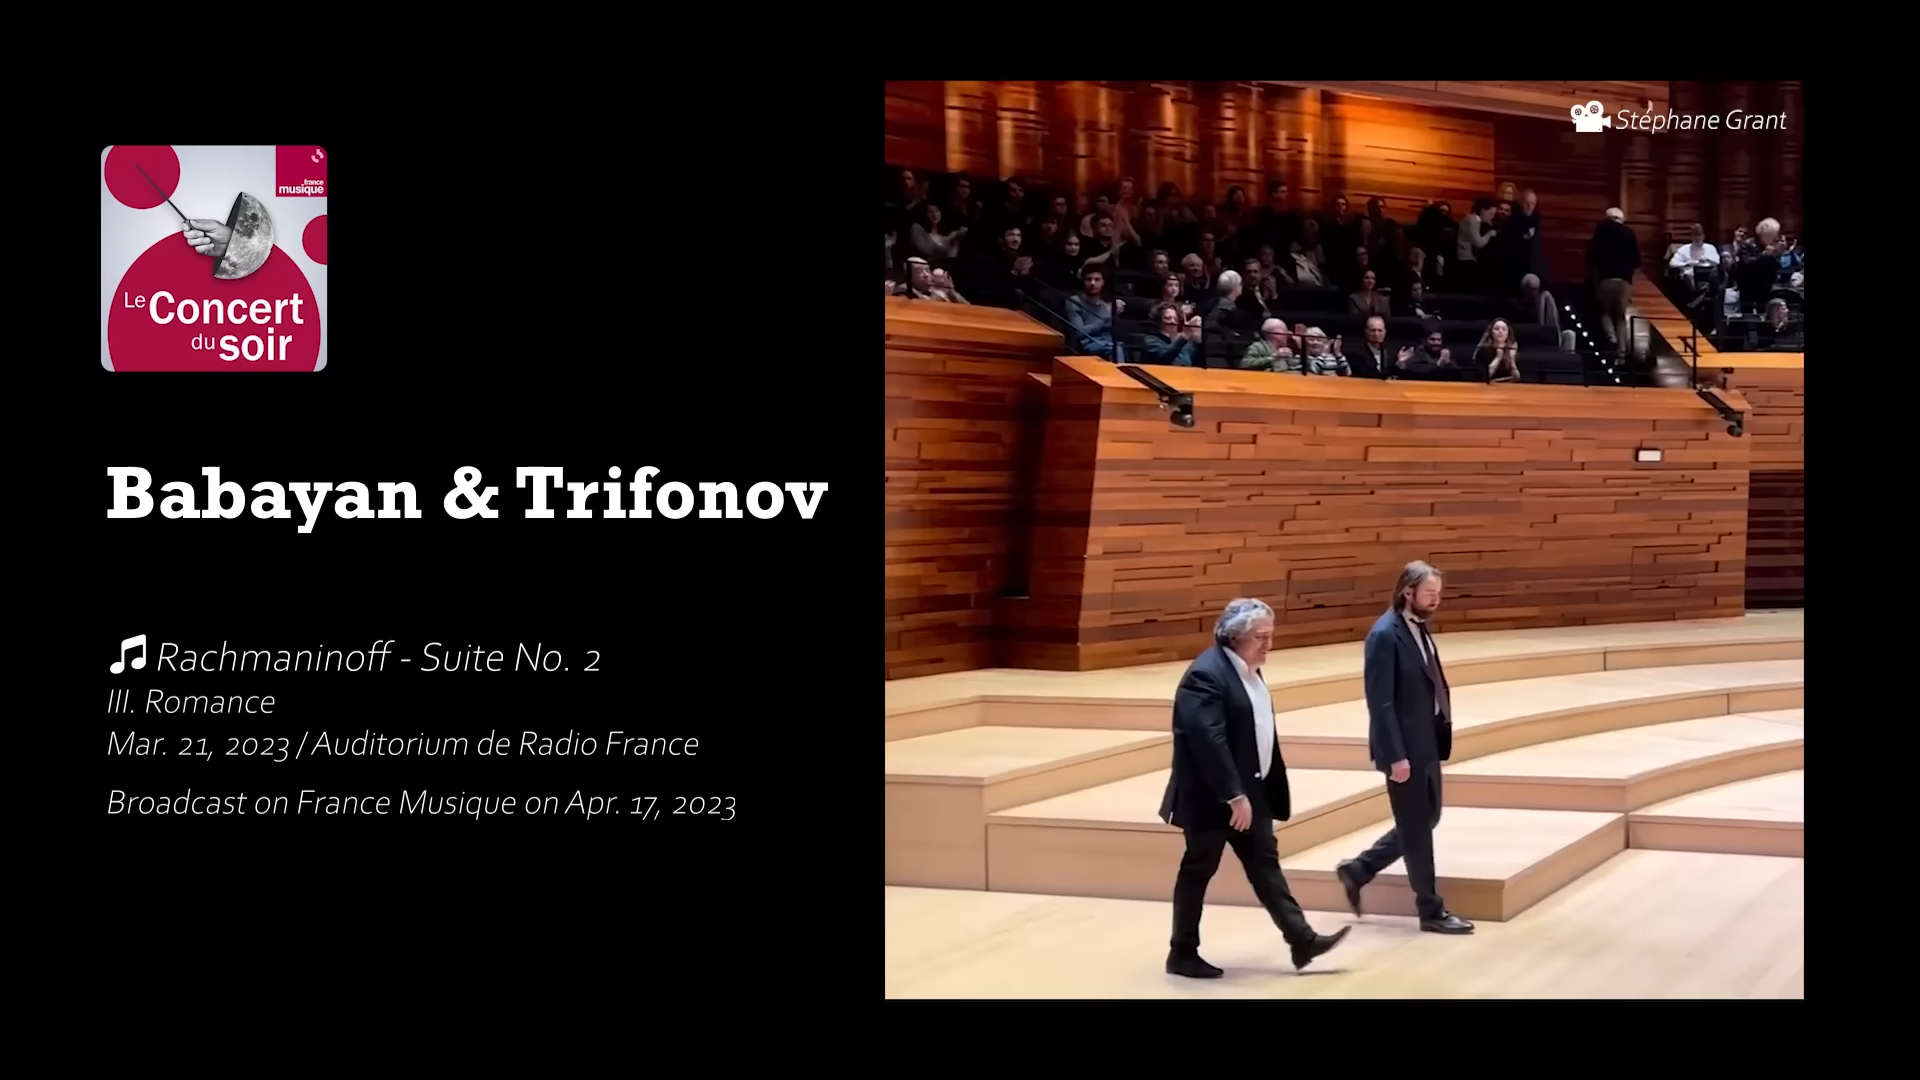 Stéphane Grant
france
musique
Le Concert
du soir
Babayan & Trifonov
Rachmaninoff - Suite No. 2
III. Romance
Mar. 21, 2023 / Auditorium de Radio France
Broadcast on France Musique on Apr. 17, 2023